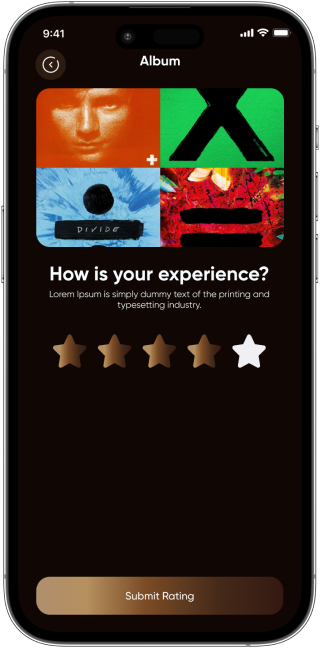 9:41
Album
DIVIDE
How is your experience?
Lorem Ipsum is simply dummy text of the printing and
typesetting industry.
Submit Rating